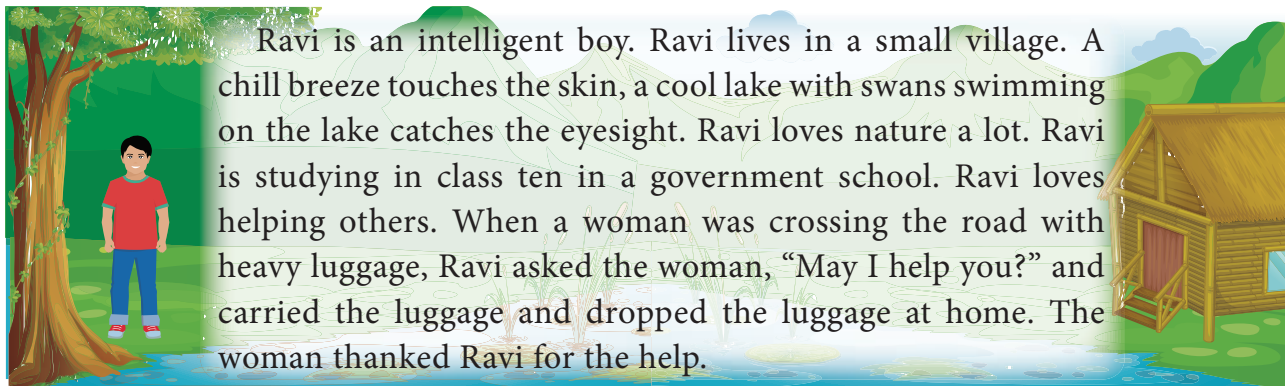 Ravi is an intelligent boy. Ravi lives in a small village. A
chill breeze touches the skin, a cool lake with swans swimming
on the lake catches the eyesight. Ravi loves nature a lot. Ravi
is studying in class ten in a government school. Ravi loves
helping others. When a woman was crossing the road with
heavy luggage, Ravi asked the woman, “May I help you?” and
carried the luggage and dropped the luggage at home. The
woman thanked Ravi for the help.